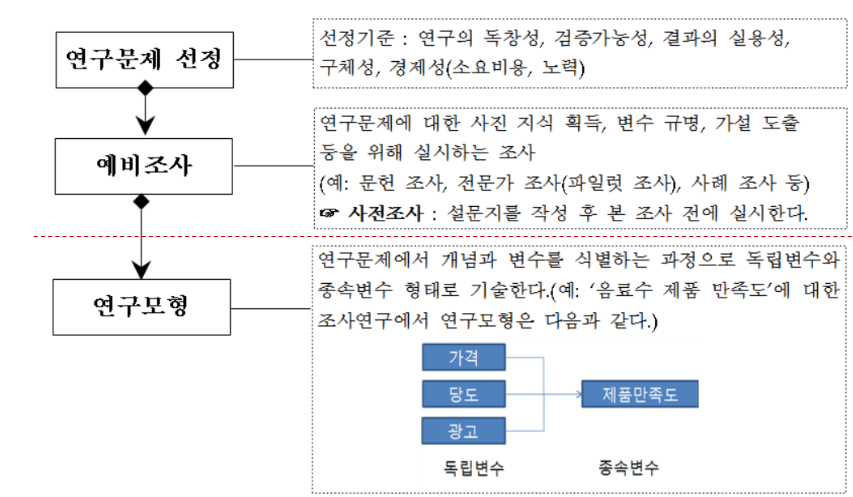 연구문제 선정
선정기준 : 연구의 독창성, 검증가능성, 결과의 실용성,
구체성, 경제성(소요비용, 노력)
예비조사
연구문제에 대한 사진 지식 획득, 변수 규명, 가설 도출
등을 위해 실시하는 조사
(예: 문헌 조사, 전문가 조사(파일럿 조사), 사례 조사 등)
☞ 사전조사 : 설문지를 작성 후 본 조사 전에 실시한다.
연구모형
연구문제에서 개념과 변수를 식별하는 과정으로 독립변수와
종속변수 형태로 기술한다.(예: ‘음료수 제품 만족도’에 대한
조사연구에서 연구모형은 다음과 같다.)
가격
당도
제품만족도
광고
독립변수
종속변수